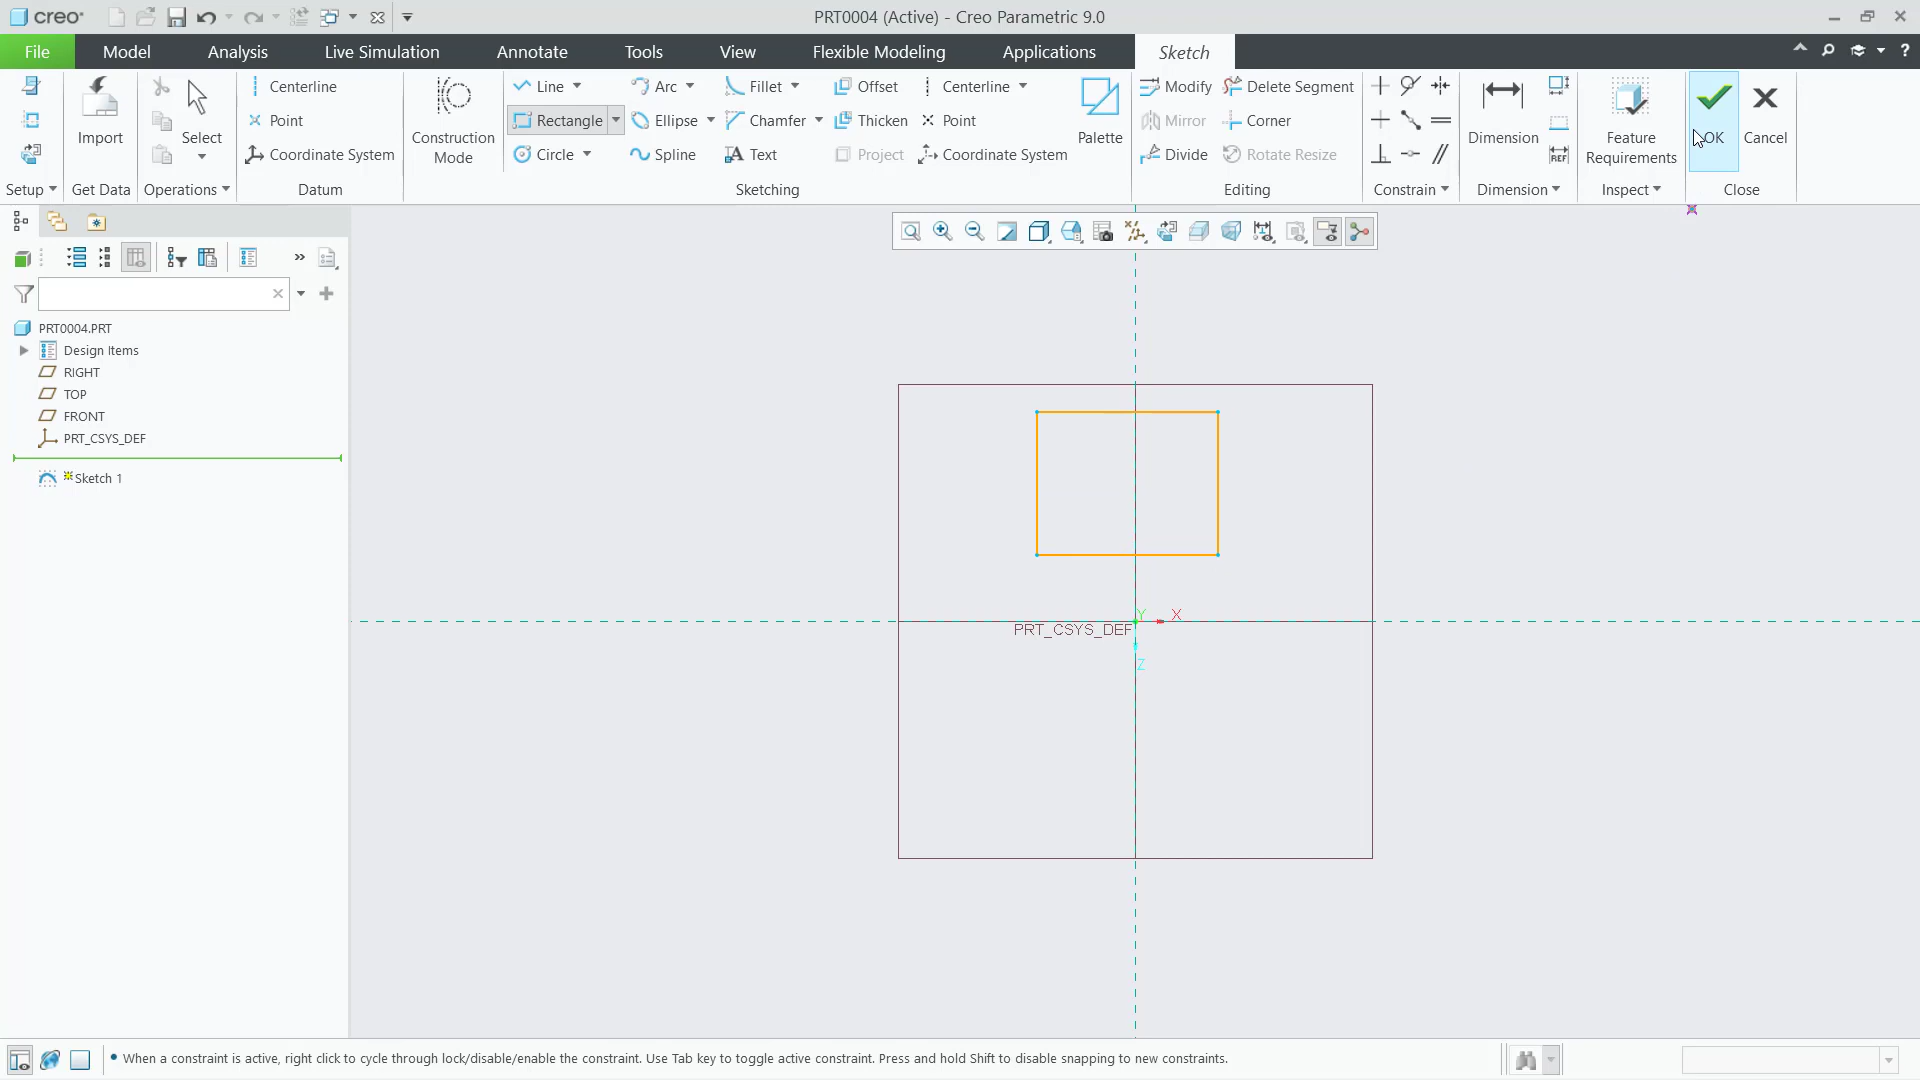 creo
PRT0004 (Active) - Creo Parametric 9.0
File Model Analysis Live Simulation Annotate Tools View Flexible Modeling Applications Sketch
Import
Select
Centerline
Point
Coordinate System
Construction
Mode
Line
Rectangle
Circle
Arc
Ellipse
Spline
Fillet
Chamfer
Text
Offset
Thicken
Project
Centerline
Point
Coordinate System
Palette
Modify
Mirror
Divide
Delete Segment
Corner
Rotate Resize
Dimension
REF
Feature
Requirements
OK
Cancel
Setup Get Data Operations Datum Sketching Editing Constrain Dimension Inspect Close
PRT0004.PRT
Design Items
RIGHT
TOP
FRONT
PRT_CSYS_DEF
Sketch 1
Y X
PRT_CSYS_DEF
Z
When a constraint is active, right click to cycle through lock/disable/enable the constraint. Use Tab key to toggle active constraint. Press and hold Shift to disable snapping to new constraints.